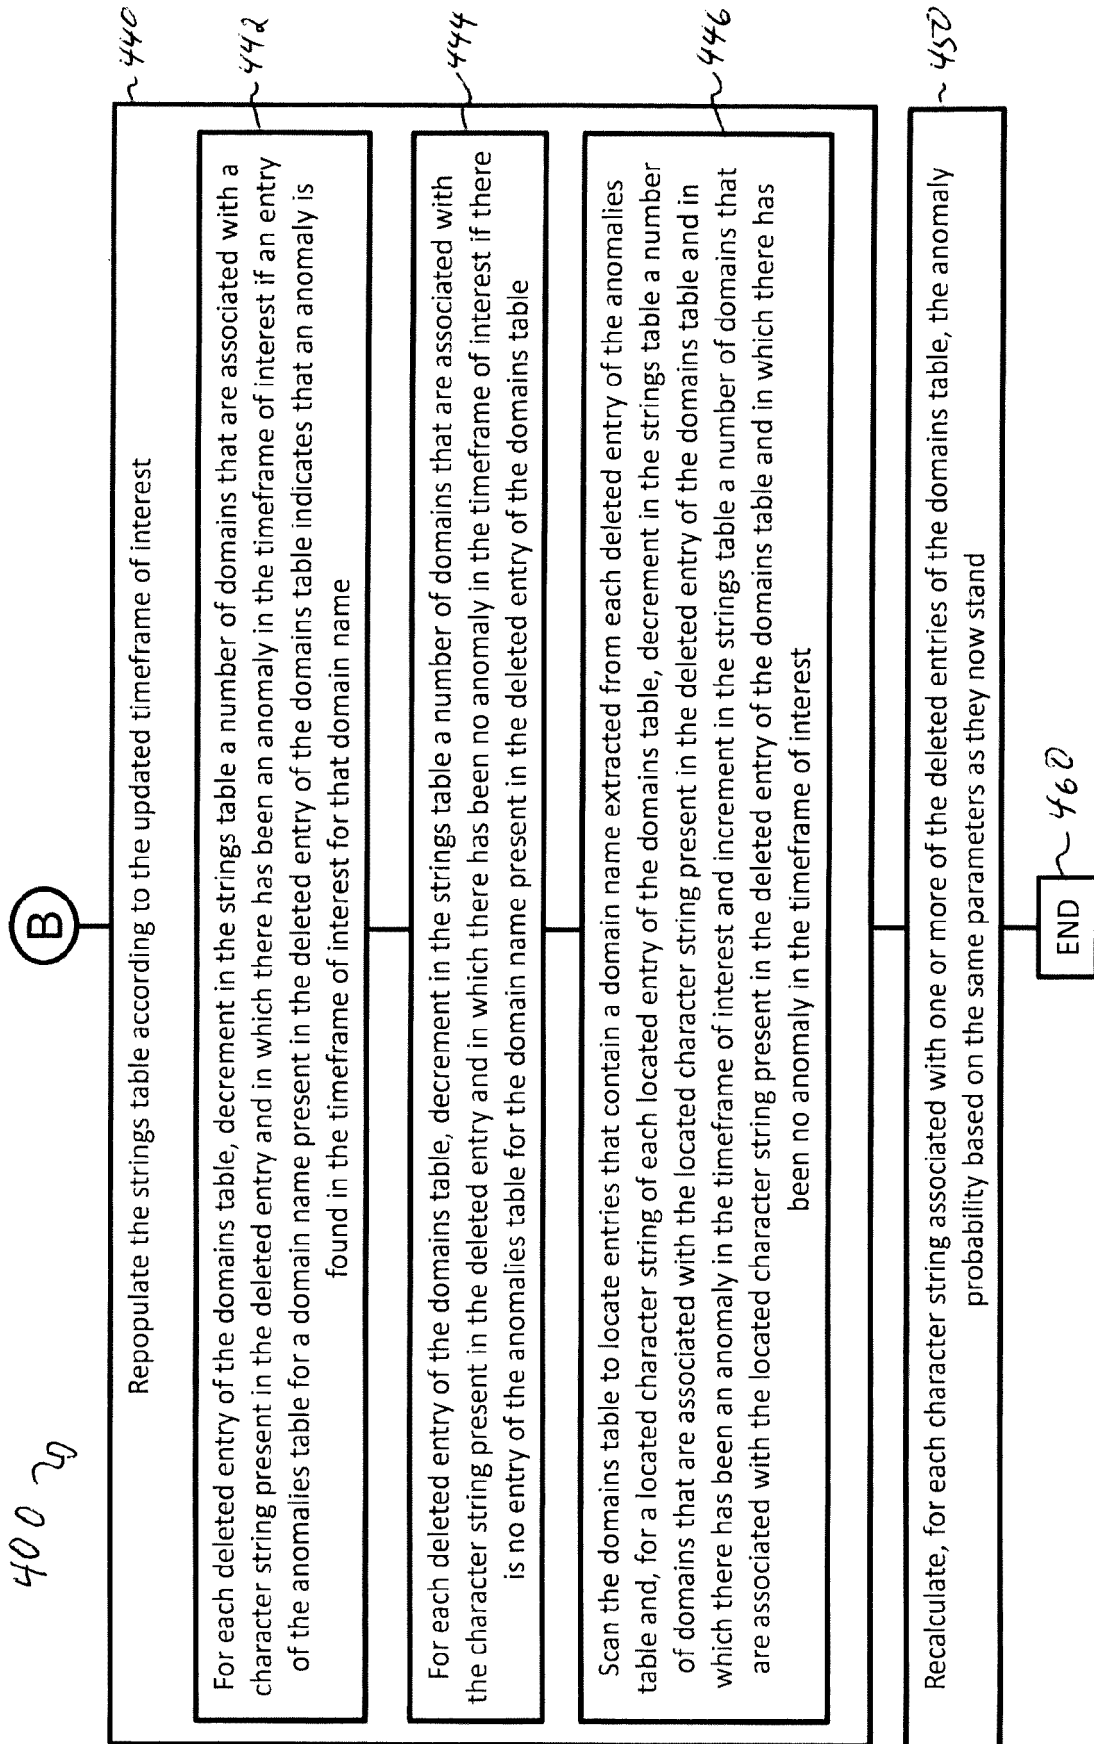 400
B
Repopulate the strings table according to the updated timeframe of interest
440
For each deleted entry of the domains table, decrement in the strings table a number of domains that are associated with a
character string present in the deleted entry and in which there has been an anomaly in the timeframe of interest if an entry
of the anomalies table for a domain name present in the deleted entry of the domains table indicates that an anomaly is
found in the timeframe of interest for that domain name
442
For each deleted entry of the domains table, decrement in the strings table a number of domains that are associated with
the character string present in the deleted entry and in which there has been no anomaly in the timeframe of interest if there
is no entry of the anomalies table for the domain name present in the deleted entry of the domains table
444
Scan the domains table to locate entries that contain a domain name extracted from each deleted entry of the anomalies
table and, for a located character string of each located entry of the domains table, decrement in the strings table a number
of domains that are associated with the located character string present in the deleted entry of the domains table and in
which there has been an anomaly in the timeframe of interest and increment in the strings table a number of domains that
are associated with the located character string present in the deleted entry of the domains table and in which there has
been no anomaly in the timeframe of interest
446
Recalculate, for each character string associated with one or more of the deleted entries of the domains table, the anomaly
probability based on the same parameters as they now stand
450
END
460